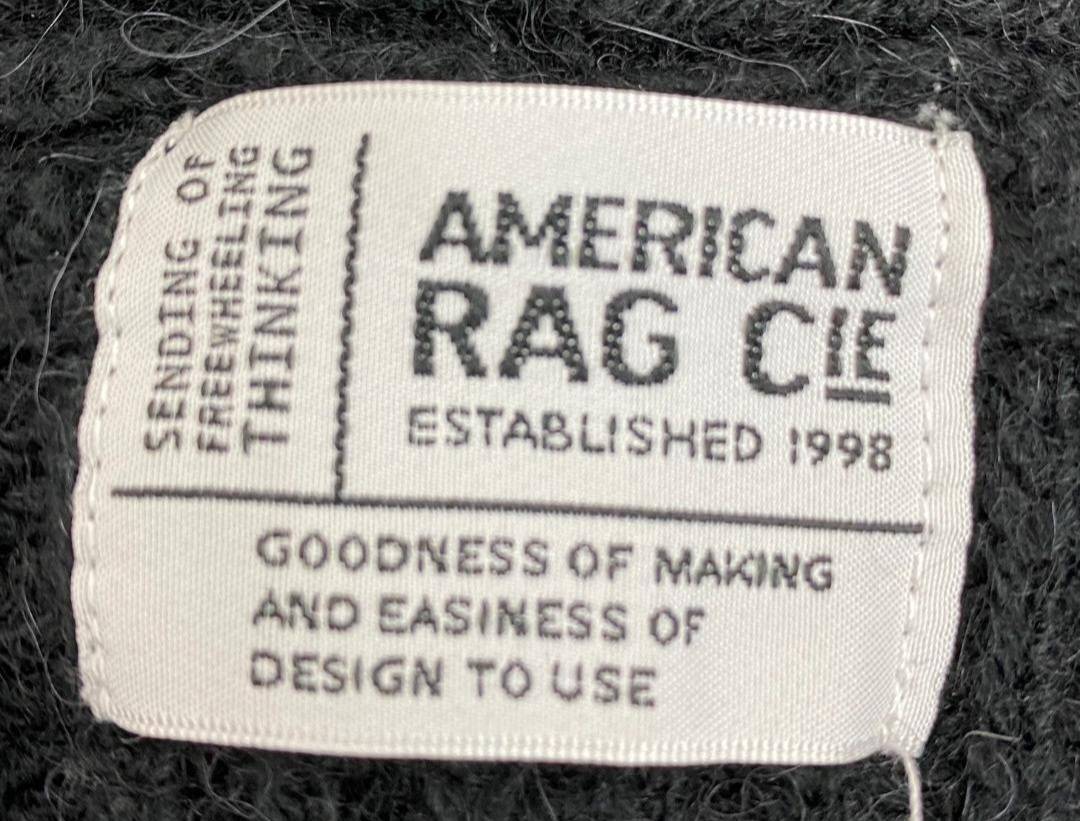 SENDING OF
FREEWHEELING
THINKING
AMERICAN
RAG CIE
ESTABLISHED 1998
GOODNESS OF MAKING
AND EASINESS OF
DESIGN TO USE